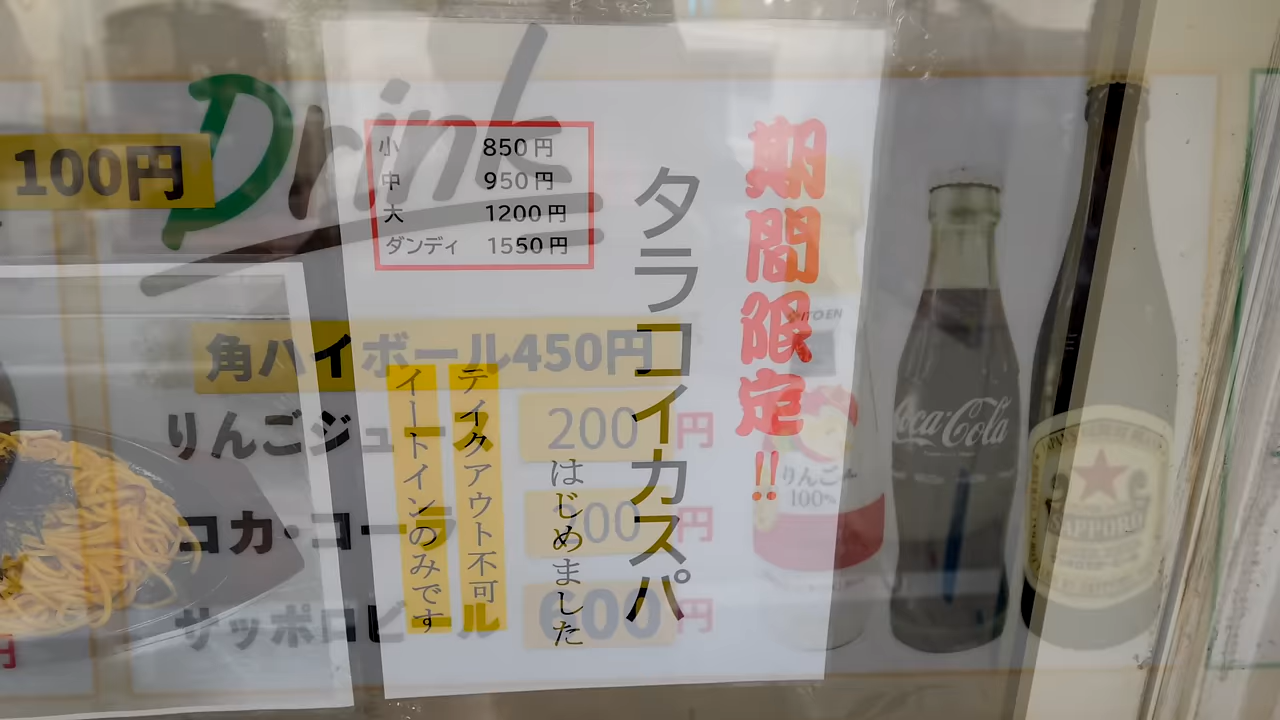 Drink
100円
角ハイボール450円
りんごジュース 200円
コカ・コーラ 300円
サッポロビール 600円
円
期間限定!!
タラコイカスパ
はじめました
小 850円
中 950円
大 1200円
ダンディ 1550円
テイクアウト不可
イートインのみです
ITOEN
りんご
100%
Coca-Cola
SAPPORO